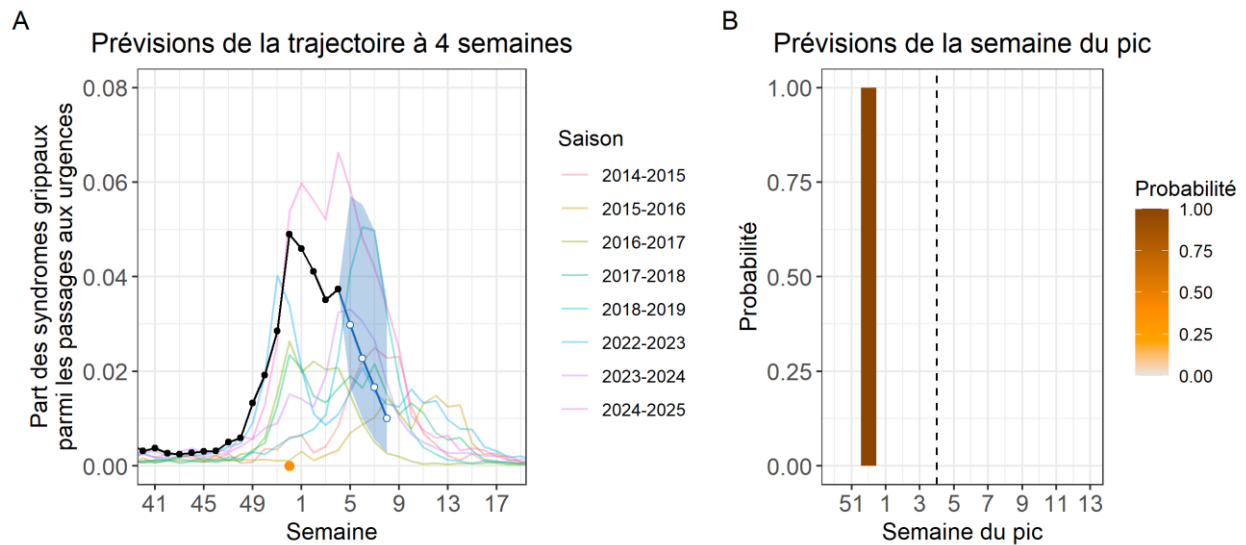 A
Prévisions de la trajectoire à 4 semaines
Part des syndromes grippaux
parmi les passages aux urgences
0.08
0.06
0.04
0.02
0.00
41 45 49 1 5 9 13 17
Semaine
Saison
2014-2015
2015-2016
2016-2017
2017-2018
2018-2019
2022-2023
2023-2024
2024-2025
B
Prévisions de la semaine du pic
Probabilité
1.00
0.75
0.50
0.25
0.00
51 1 3 5 7 9 11 13
Semaine du pic
Probabilité
1.00
0.75
0.50
0.25
0.00